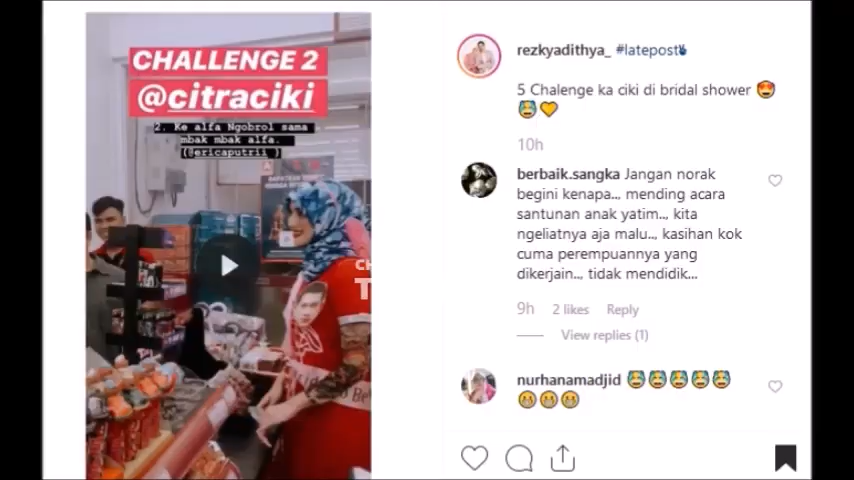 CHALLENGE 2
@citraciki
2. Ke alfa Ngobrol sama
mbak mbak alfa.
(@ericaputrii )
rezkyadithya_ #latepost
5 Chalenge ka ciki di bridal shower
10h
berbaik.sangka Jangan norak
begini kenapa.., mending acara
santunan anak yatim.., kita
ngeliatnya aja malu.., kasihan kok
cuma perempuannya yang
dikerjain.., tidak mendidik...
9h 2 likes Reply
View replies (1)
nurhanamadjid